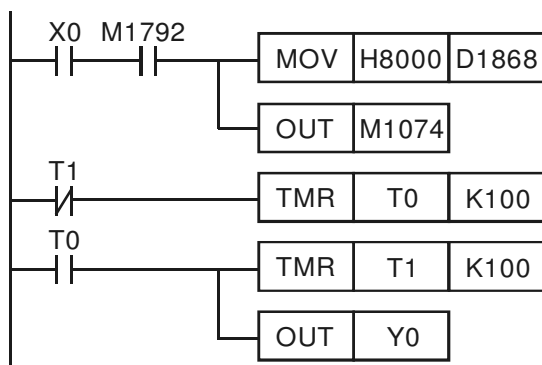 X0 M1792
MOV H8000 D1868
OUT M1074
T1
TMR T0 K100
T0
TMR T1 K100
OUT Y0